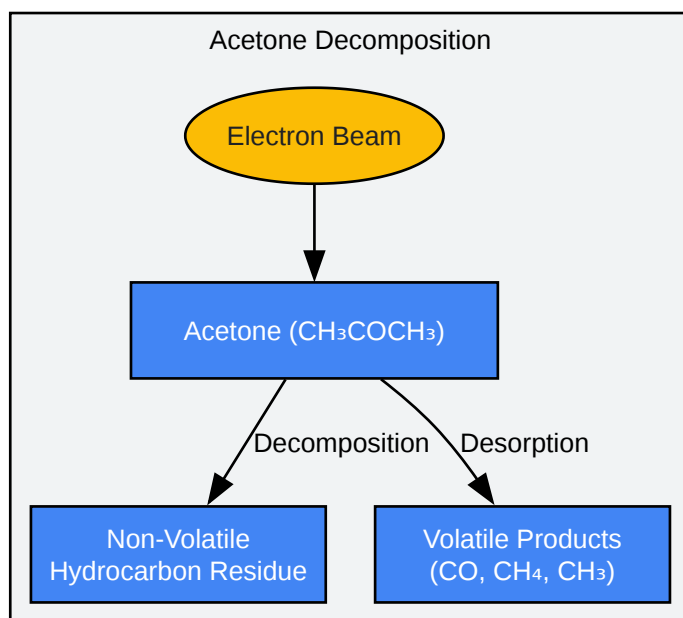 Acetone Decomposition
Electron Beam
Acetone (CH₃COCH₃)
Decomposition
Desorption
Non-Volatile
Hydrocarbon Residue
Volatile Products
(CO, CH₄, CH₃)